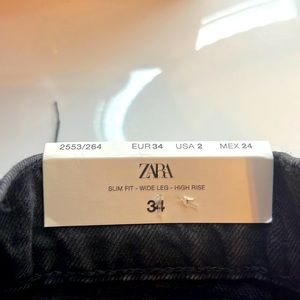 2553/264 EUR 34 USA 2 MEX 24
ZARA
SLIM FIT - WIDE LEG - HIGH RISE
34